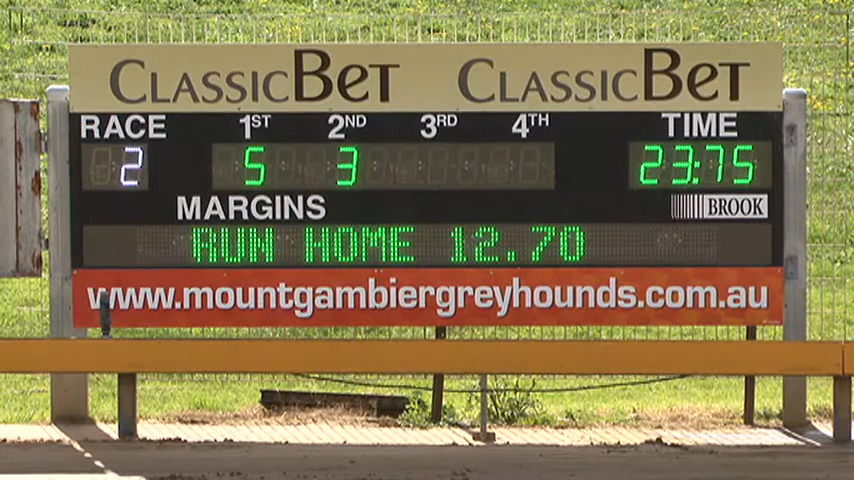 CLASSICBET CLASSICBET
RACE 1ST 2ND 3RD 4TH TIME
2 5 3 23:75
MARGINS BROOK
RUN HOME 12.70
www.mountgambiergreyhounds.com.au